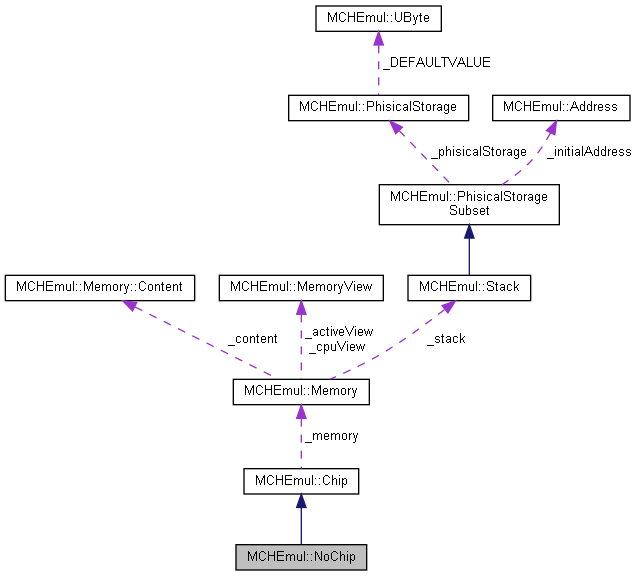 MCHEmul::UByte
_DEFAULTVALUE
MCHEmul::PhisicalStorage
MCHEmul::Address
_phisicalStorage
_initialAddress
MCHEmul::PhisicalStorage
Subset
MCHEmul::Memory::Content
MCHEmul::MemoryView
MCHEmul::Stack
_content
_activeView
_cpuView
_stack
MCHEmul::Memory
_memory
MCHEmul::Chip
MCHEmul::NoChip